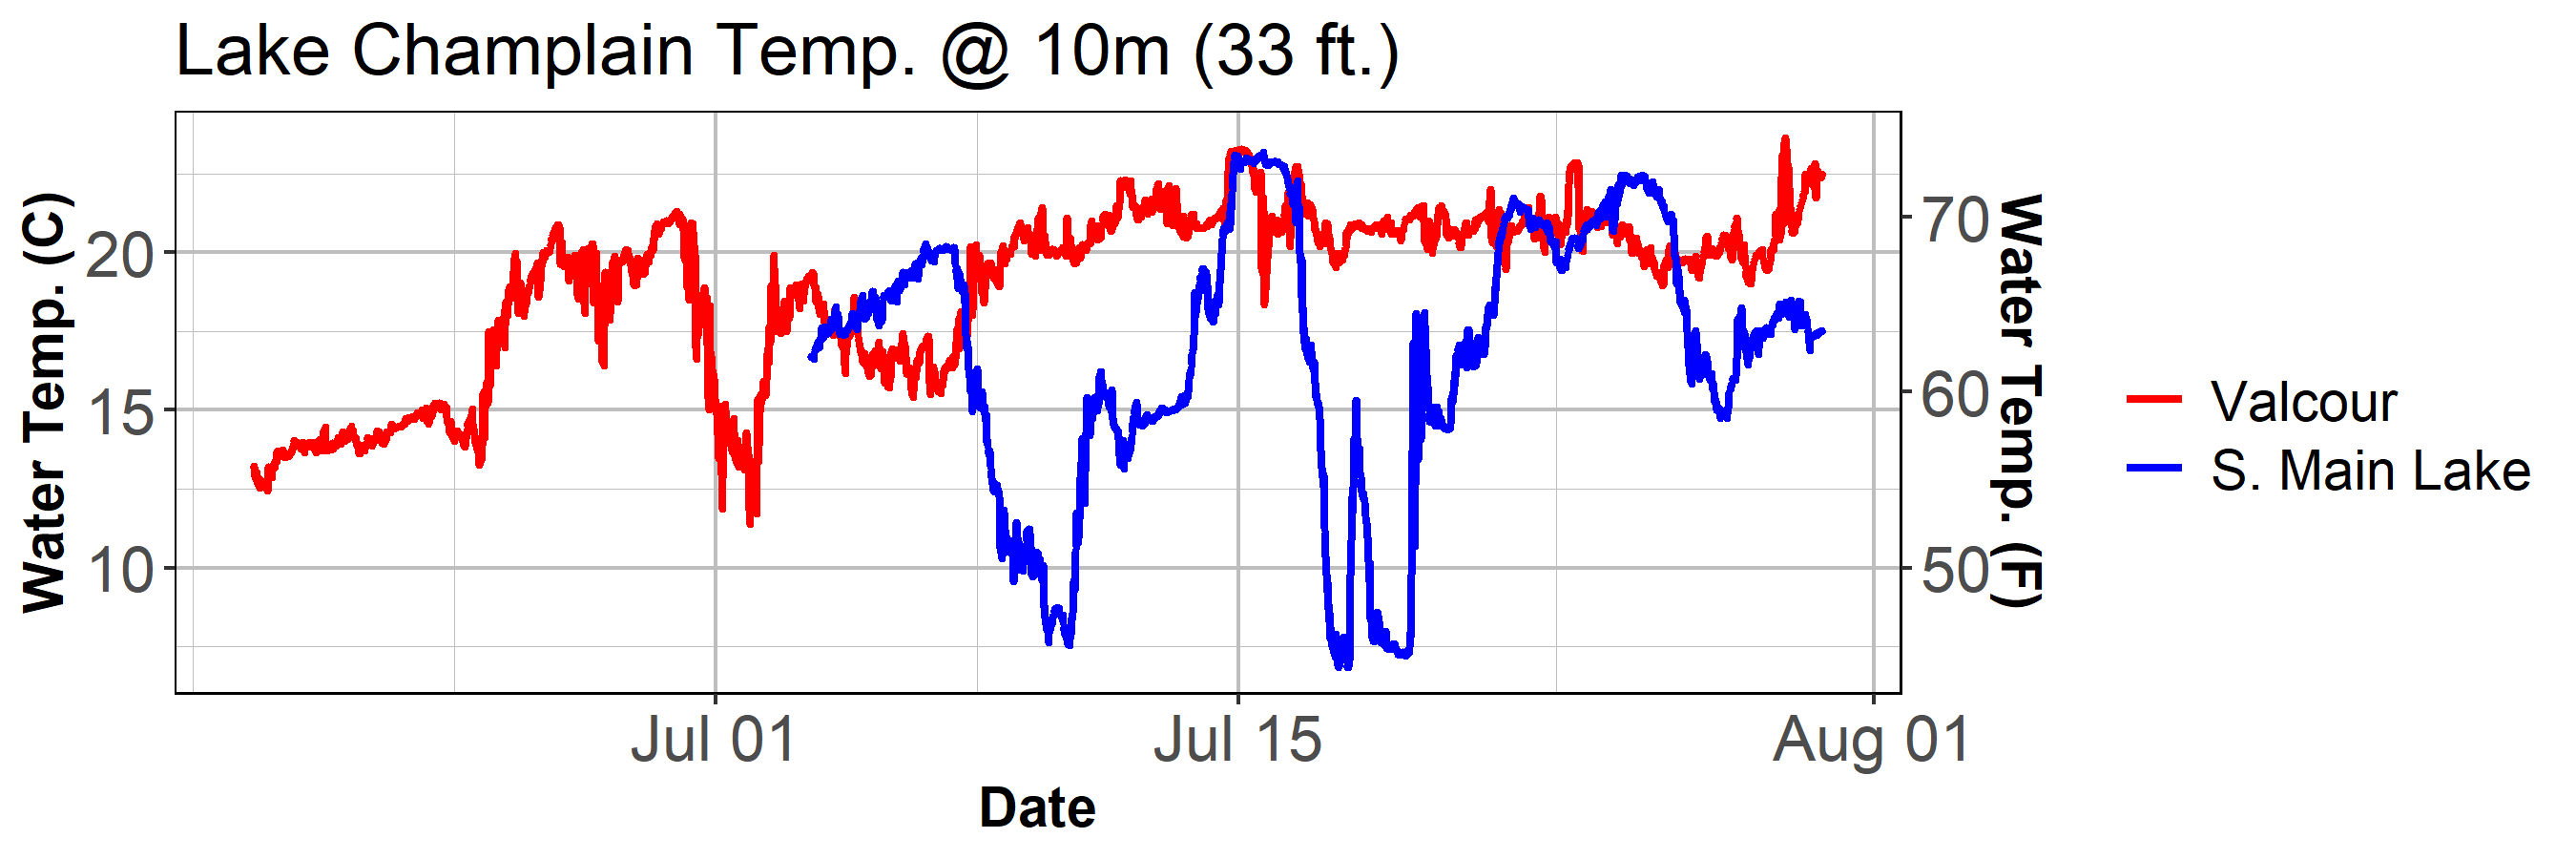 Lake Champlain Temp. @ 10m (33 ft.)
Water Temp. (C)
20
15
10
70
60
50
Water Temp. (F)
Jul 01
Jul 15
Aug 01
Date
Valcour
S. Main Lake